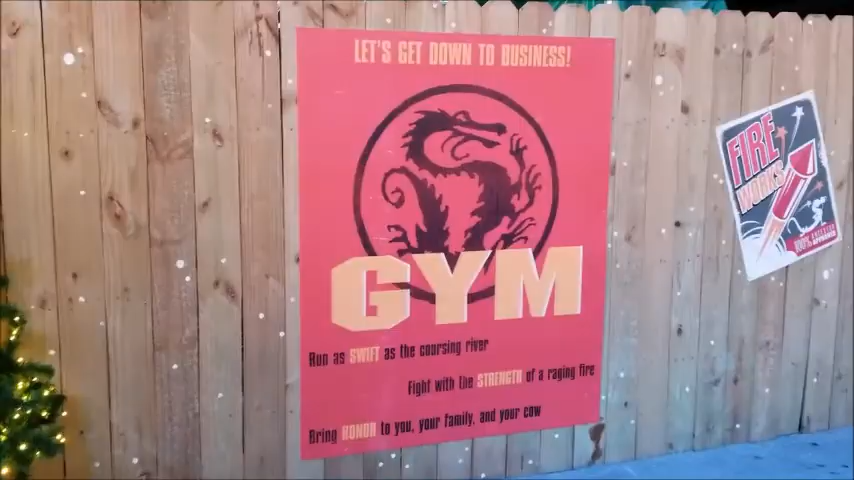 LET'S GET DOWN TO BUSINESS!
GYM
Run as SWIFT as the coursing river
Fight with the STRENGTH of a raging fire
Bring HONOR to you, your family, and your cow
FIRE
WORKS
APPROVED